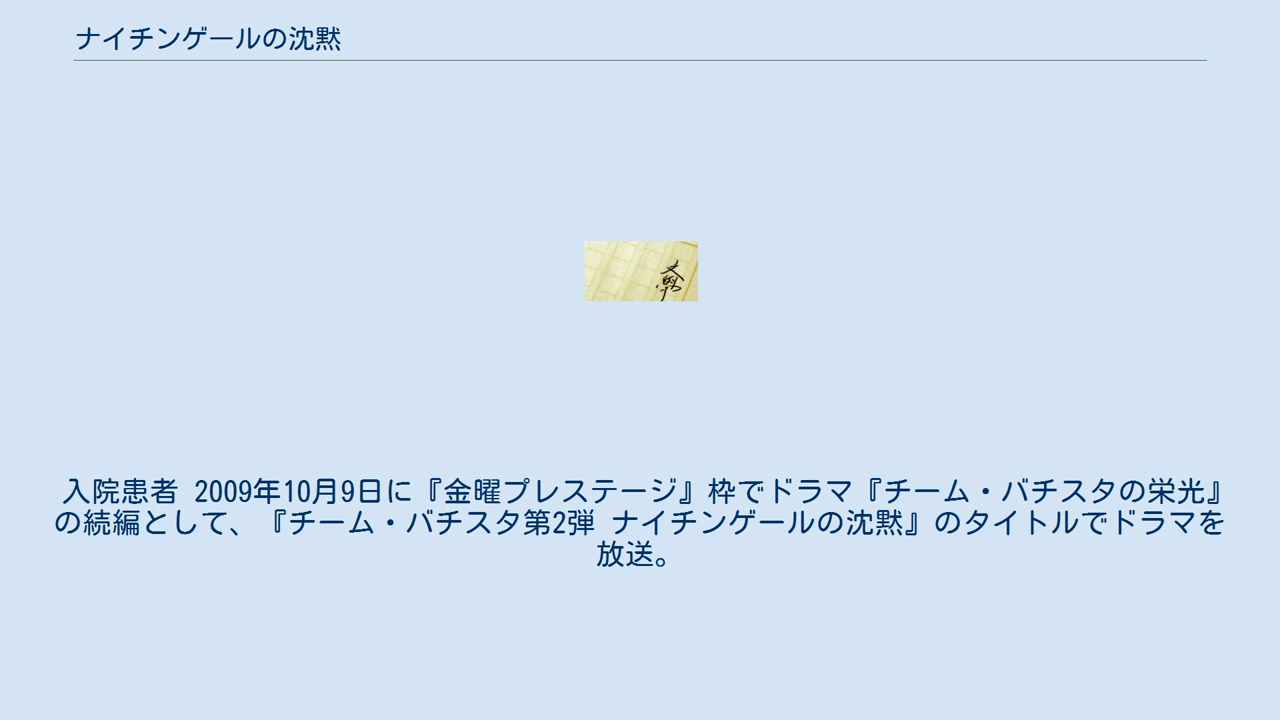 ナイチンゲールの沈黙
入院患者 2009年10月9日に『金曜プレステージ』枠でドラマ『チーム・バチスタの栄光』
の続編として、『チーム・バチスタ第2弾 ナイチンゲールの沈黙』のタイトルでドラマを
放送。